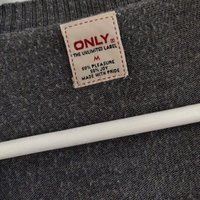 ONLY.
THE UNLIMITED LABEL
M
50% PLEASURE
50% JOY
MADE WITH PRIDE